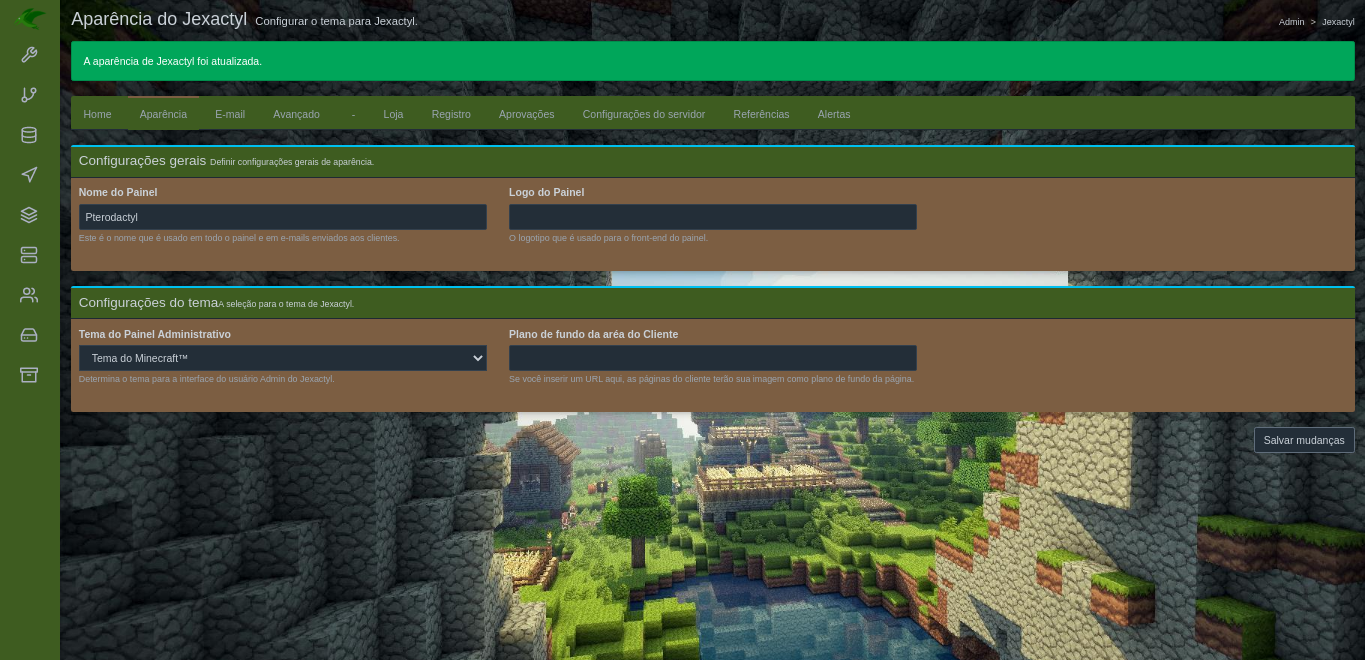 Aparência do Jexactyl Configurar o tema para Jexactyl.
Admin > Jexactyl
A aparência de Jexactyl foi atualizada.
Home Aparência E-mail Avançado - Loja Registro Aprovações Configurações do servidor Referências Alertas
Configurações gerais Definir configurações gerais de aparência.
Nome do Painel Logo do Painel
Pterodactyl
Este é o nome que é usado em todo o painel e em e-mails enviados aos clientes. O logotipo que é usado para o front-end do painel.
Configurações do temaA seleção para o tema de Jexactyl.
Tema do Painel Administrativo Plano de fundo da aréa do Cliente
Tema do Minecraft™
Determina o tema para a interface do usuário Admin do Jexactyl. Se você inserir um URL aqui, as páginas do cliente terão sua imagem como plano de fundo da página.
Salvar mudanças